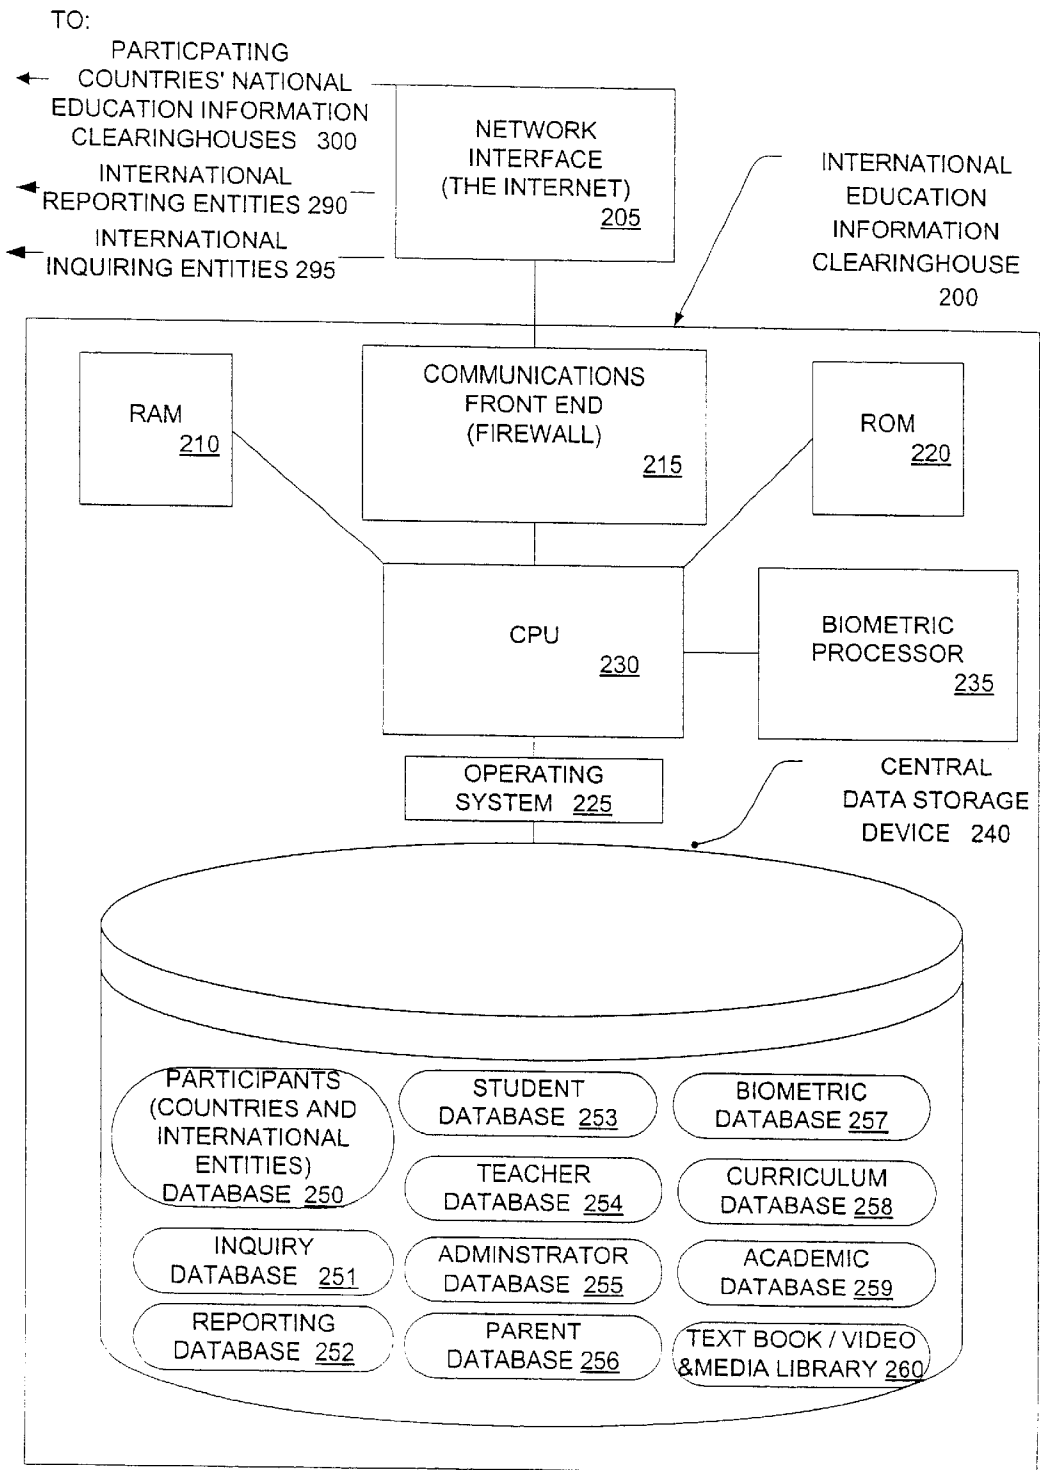 TO:
PARTICPATING
COUNTRIES' NATIONAL
EDUCATION INFORMATION
CLEARINGHOUSES 300
INTERNATIONAL
REPORTING ENTITIES 290
INTERNATIONAL
INQUIRING ENTITIES 295
NETWORK
INTERFACE
(THE INTERNET)
205
INTERNATIONAL
EDUCATION
INFORMATION
CLEARINGHOUSE
200
RAM
210
COMMUNICATIONS
FRONT END
(FIREWALL)
215
ROM
220
CPU
230
BIOMETRIC
PROCESSOR
235
OPERATING
SYSTEM 225
CENTRAL
DATA STORAGE
DEVICE 240
PARTICIPANTS
(COUNTRIES AND
INTERNATIONAL
ENTITIES)
DATABASE 250
INQUIRY
DATABASE 251
REPORTING
DATABASE 252
STUDENT
DATABASE 253
TEACHER
DATABASE 254
ADMINSTRATOR
DATABASE 255
PARENT
DATABASE 256
BIOMETRIC
DATABASE 257
CURRICULUM
DATABASE 258
ACADEMIC
DATABASE 259
TEXT BOOK / VIDEO
&MEDIA LIBRARY 260